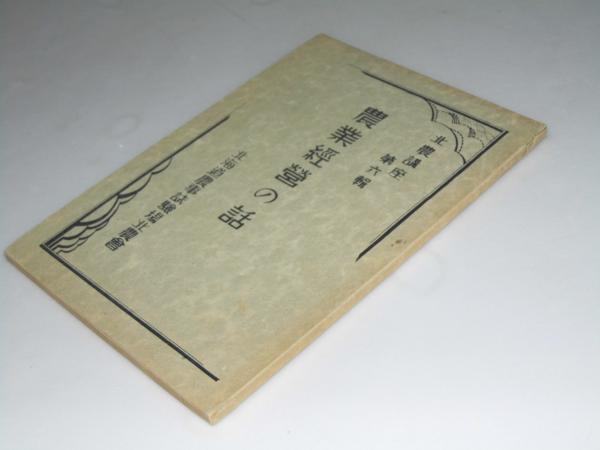 北農講座
第六輯
農業經營の話
北海道農事試驗場北農會